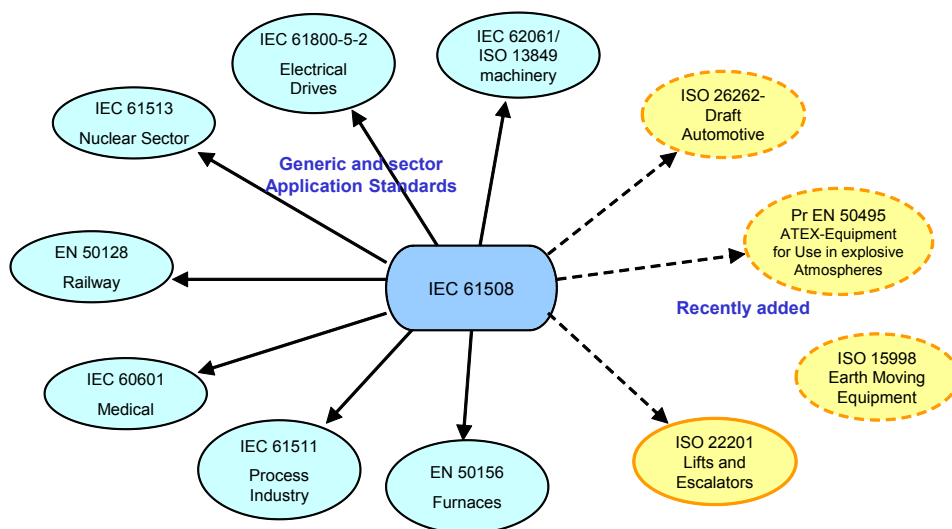 IEC 61800-5-2
Electrical
Drives
IEC 62061/
ISO 13849
machinery
ISO 26262-
Draft
Automotive
IEC 61513
Nuclear Sector
Generic and sector
Application Standards
Pr EN 50495
ATEX-Equipment
for Use in explosive
Atmospheres
EN 50128
Railway
IEC 61508
Recently added
ISO 15998
Earth Moving
Equipment
IEC 60601
Medical
IEC 61511
Process
Industry
EN 50156
Furnaces
ISO 22201
Lifts and
Escalators